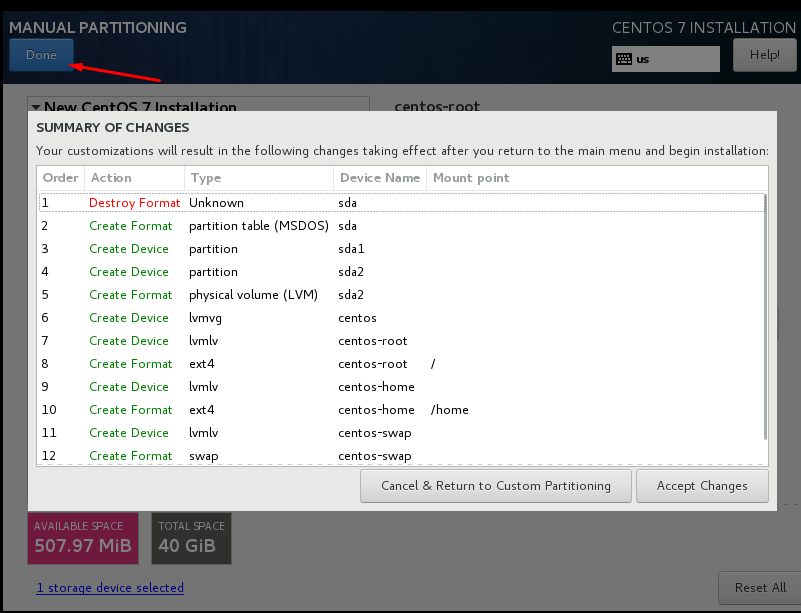 MANUAL PARTITIONING
CENTOS 7 INSTALLATION
Done
us
Help!
New CentOS 7 Installation
centos-root
SUMMARY OF CHANGES
Your customizations will result in the following changes taking effect after you return to the main menu and begin installation:
Order Action Type Device Name Mount point
1 Destroy Format Unknown sda
2 Create Format partition table (MSDOS) sda
3 Create Device partition sda1
4 Create Device partition sda2
5 Create Format physical volume (LVM) sda2
6 Create Device lvmvg centos
7 Create Device lvmlv centos-root
8 Create Format ext4 centos-root /
9 Create Device lvmlv centos-home
10 Create Format ext4 centos-home /home
11 Create Device lvmlv centos-swap
12 Create Format swap centos-swap
Cancel & Return to Custom Partitioning
Accept Changes
AVAILABLE SPACE
507.97 MiB
TOTAL SPACE
40 GiB
1 storage device selected
Reset All